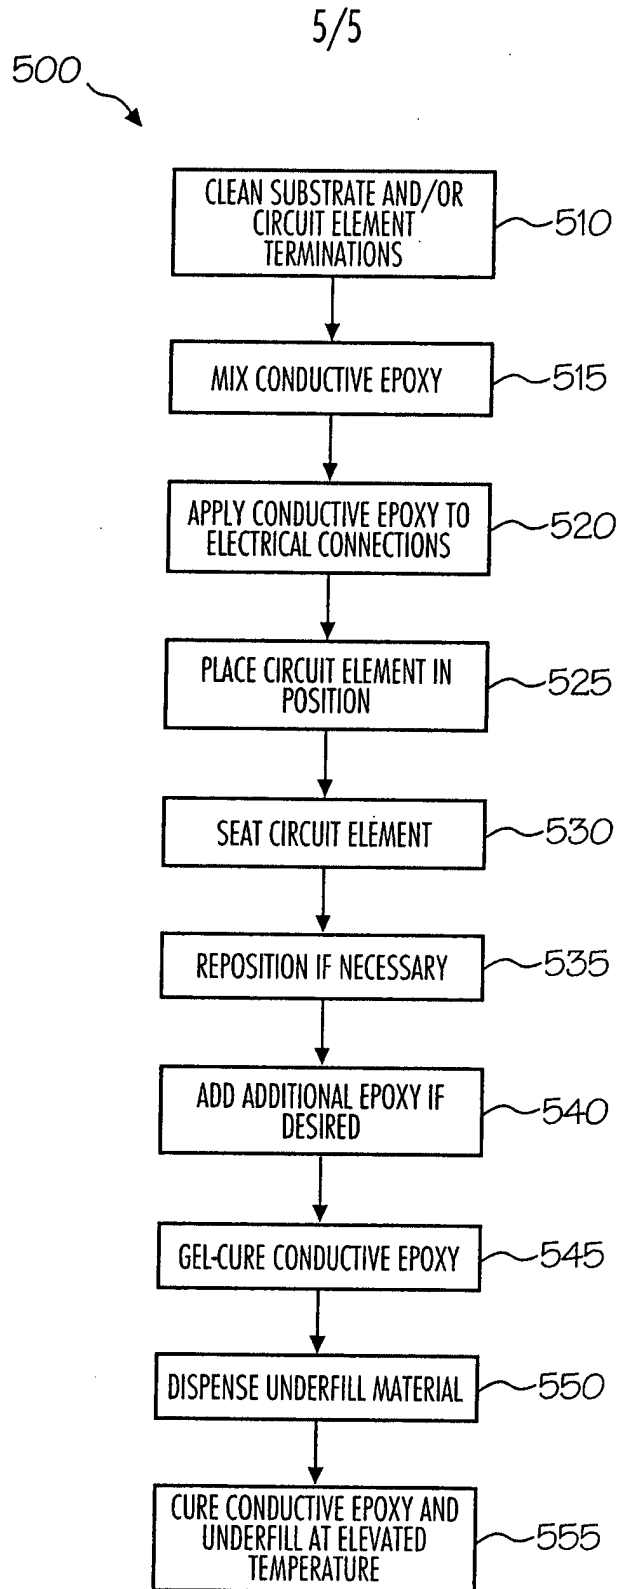 5/5
500
CLEAN SUBSTRATE AND/OR
CIRCUIT ELEMENT
TERMINATIONS
510
MIX CONDUCTIVE EPOXY
515
APPLY CONDUCTIVE EPOXY TO
ELECTRICAL CONNECTIONS
520
PLACE CIRCUIT ELEMENT IN
POSITION
525
SEAT CIRCUIT ELEMENT
530
REPOSITION IF NECESSARY
535
ADD ADDITIONAL EPOXY IF
DESIRED
540
GEL-CURE CONDUCTIVE EPOXY
545
DISPENSE UNDERFILL MATERIAL
550
CURE CONDUCTIVE EPOXY AND
UNDERFILL AT ELEVATED
TEMPERATURE
555